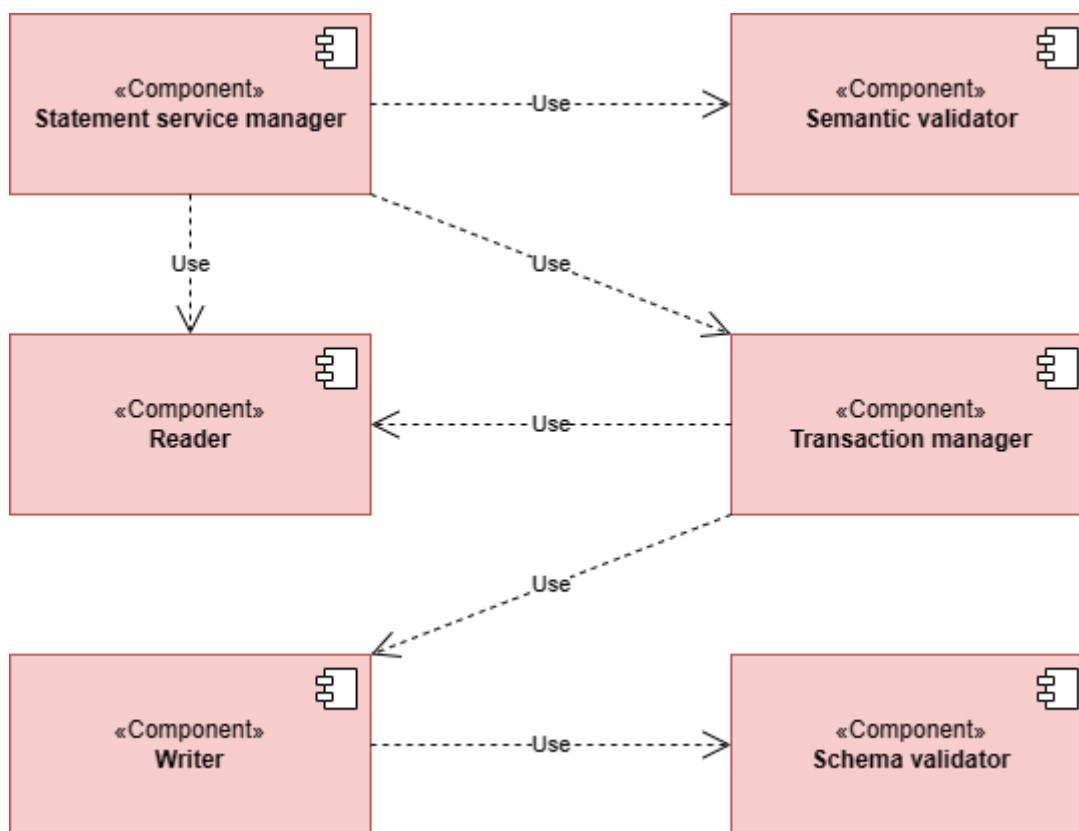 «Component»
Statement service manager
Use
«Component»
Semantic validator
Use
Use
«Component»
Reader
Use
«Component»
Transaction manager
Use
«Component»
Writer
Use
«Component»
Schema validator